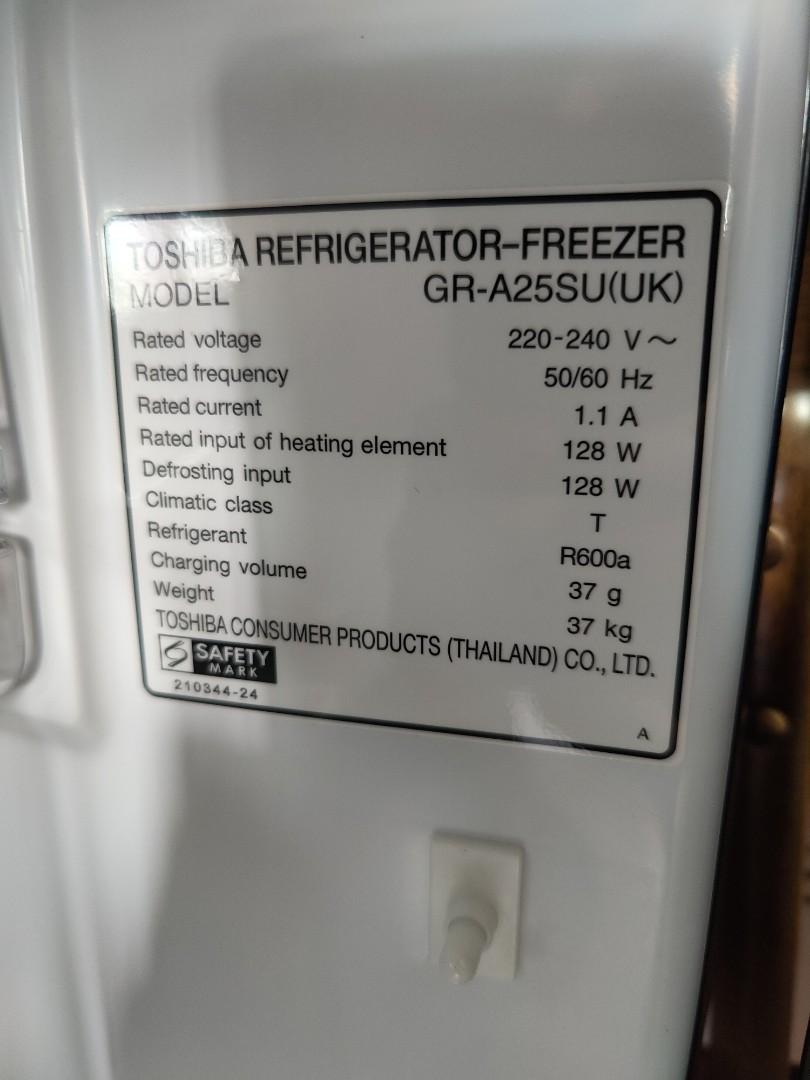 TOSHIBA REFRIGERATOR-FREEZER
MODEL GR-A25SU(UK)
Rated voltage 220-240 V～
Rated frequency 50/60 Hz
Rated current 1.1 A
Rated input of heating element 128 W
Defrosting input 128 W
Climatic class T
Refrigerant R600a
Charging volume 37 g
Weight 37 kg
TOSHIBA CONSUMER PRODUCTS (THAILAND) CO., LTD.
SAFETY
MARK
210344-24
A